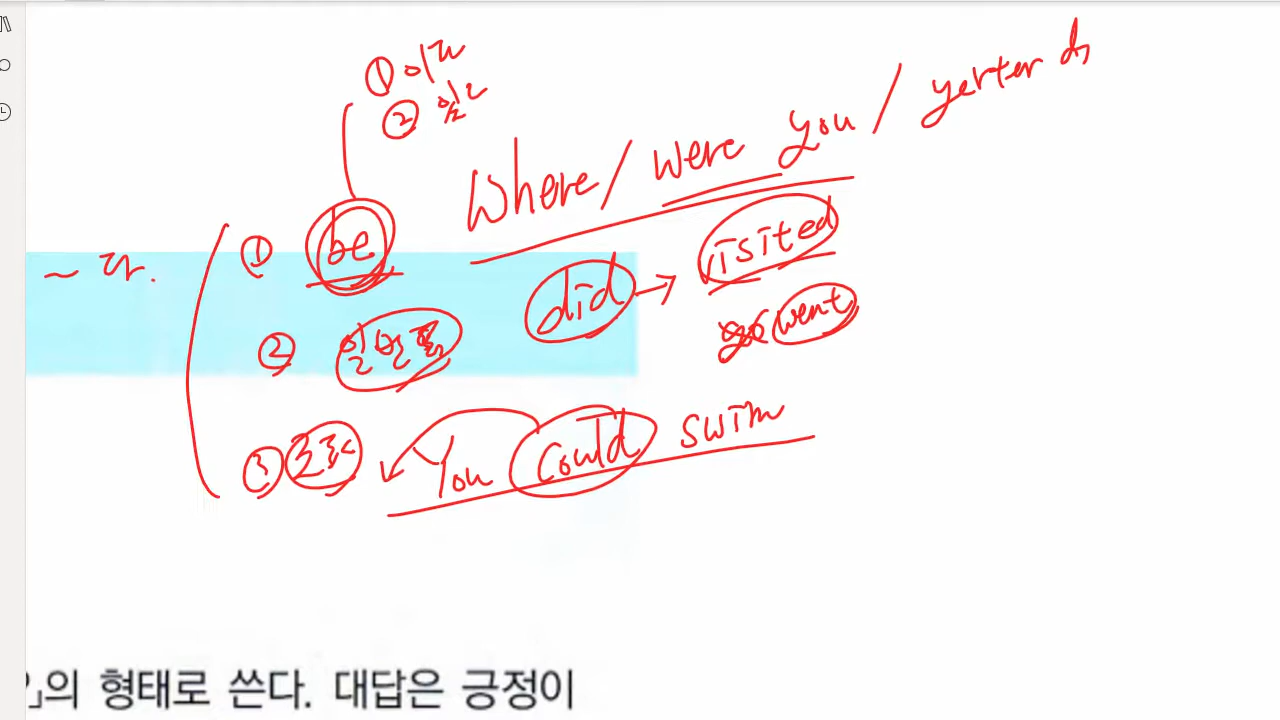 ① 이다
② 있다
Where / were you / yesterday
~ 다.
① be
did → visited
② 일반동
go went
③ 조동
You could swim
?」의 형태로 쓴다. 대답은 긍정이